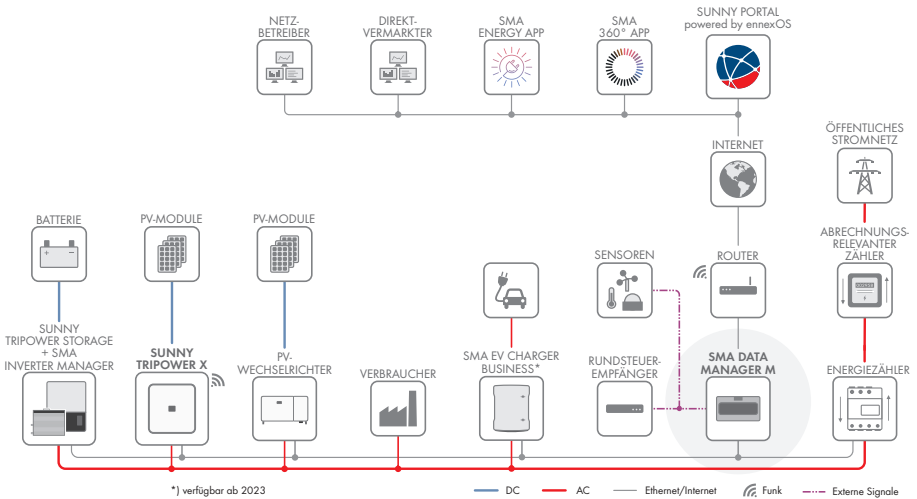 NETZ-
BETREIBER
DIREKT-
VERMARKTER
SMA
ENERGY APP
SMA
360° APP
SUNNY PORTAL
powered by ennexOS
INTERNET
ÖFFENTLICHES
STROMNETZ
BATTERIE
PV-MODULE
PV-MODULE
SENSOREN
ROUTER
ABRECHNUNGS-
RELEVANTER
ZÄHLER
SUNNY
TRIPOWER STORAGE
+ SMA
INVERTER MANAGER
SUNNY
TRIPOWER X
PV-
WECHSELRICHTER
VERBRAUCHER
SMA EV CHARGER
BUSINESS*
RUNDSTEUER-
EMPFÄNGER
SMA DATA
MANAGER M
ENERGIEZÄHLER
*) verfügbar ab 2023
DC
AC
Ethernet/Internet
Funk
Externe Signale